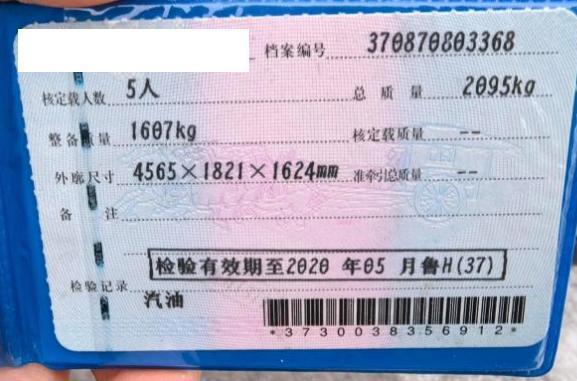 档案编号 370870803368
核定载人数 5人 总质量 2095kg
整备质量 1607kg 核定载质量 --
外廓尺寸 4565×1821×1624mm 准牵引总质量 --
备注
检验有效期至2020 年05 月鲁H(37)
检验记录
汽油
*3730038356912*